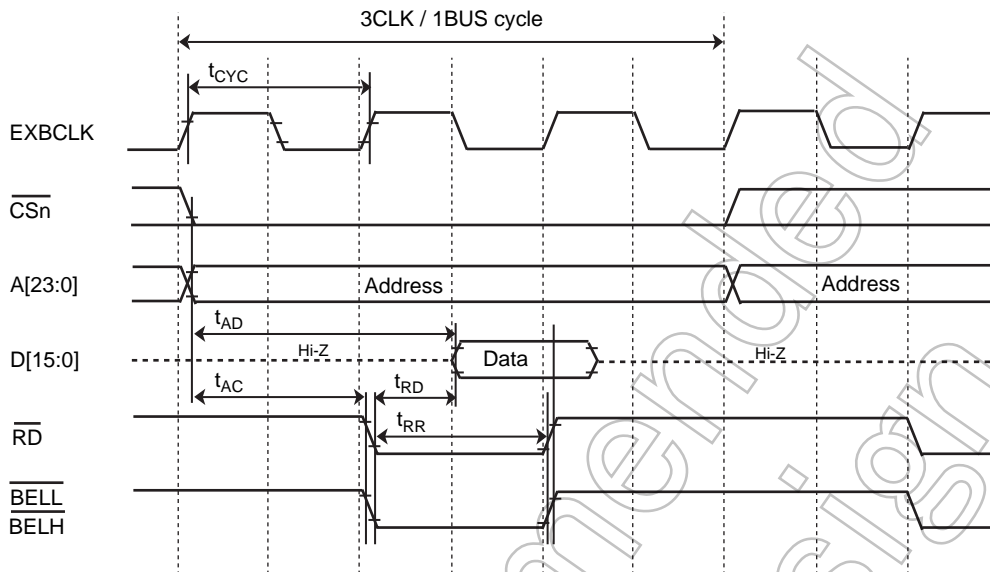 3CLK / 1BUS cycle
tCYC
EXBCLK
CSn
A[23:0] Address Address
tAD
D[15:0] Hi-Z Data Hi-Z
tAC tRD
RD tRR
BELL
BELH